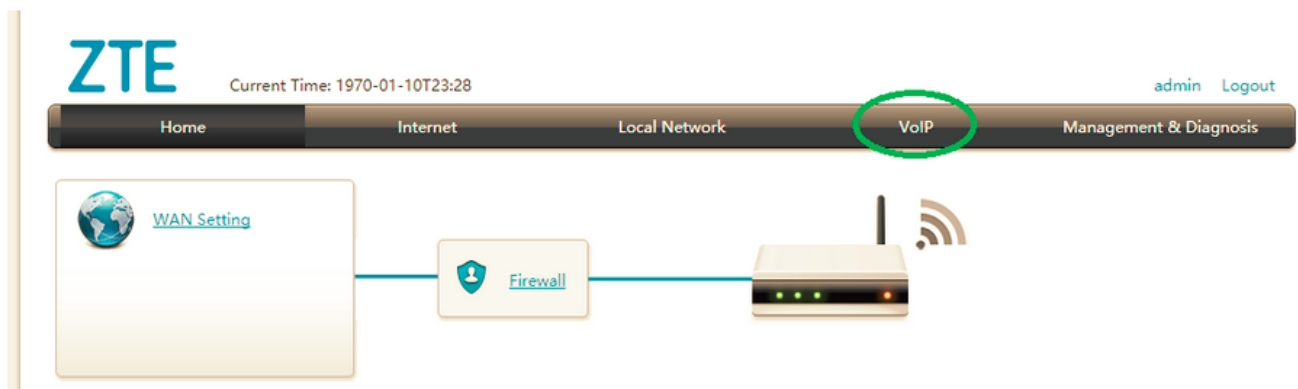 ZTE
Current Time: 1970-01-10T23:28
admin Logout
Home Internet Local Network VoIP Management & Diagnosis
WAN Setting
Firewall